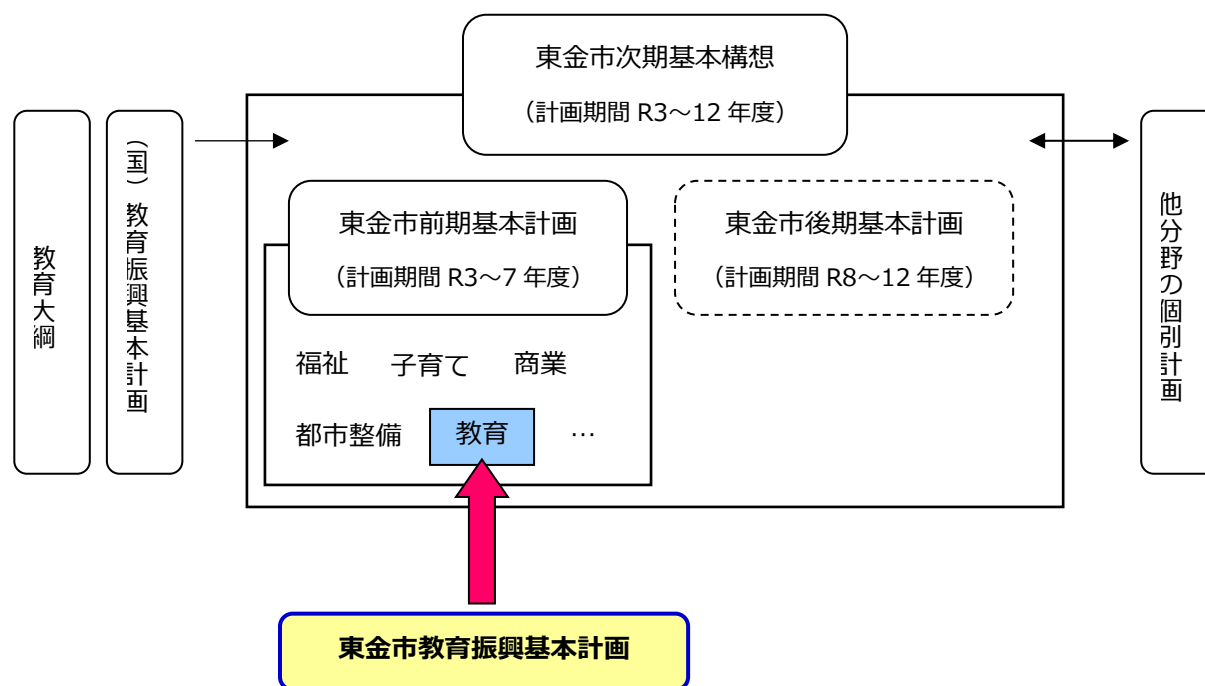 東金市次期基本構想
（計画期間 R3～12 年度）
教育大綱
（国）教育振興基本計画
東金市前期基本計画
（計画期間 R3～7 年度）
東金市後期基本計画
（計画期間 R8～12 年度）
他分野の個別計画
福祉 子育て 商業
都市整備 教育 …
東金市教育振興基本計画